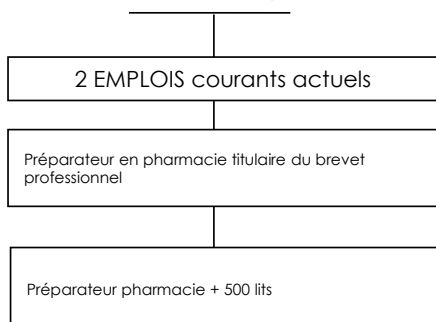 2 EMPLOIS courants actuels
Préparateur en pharmacie titulaire du brevet
professionnel
Préparateur pharmacie + 500 lits